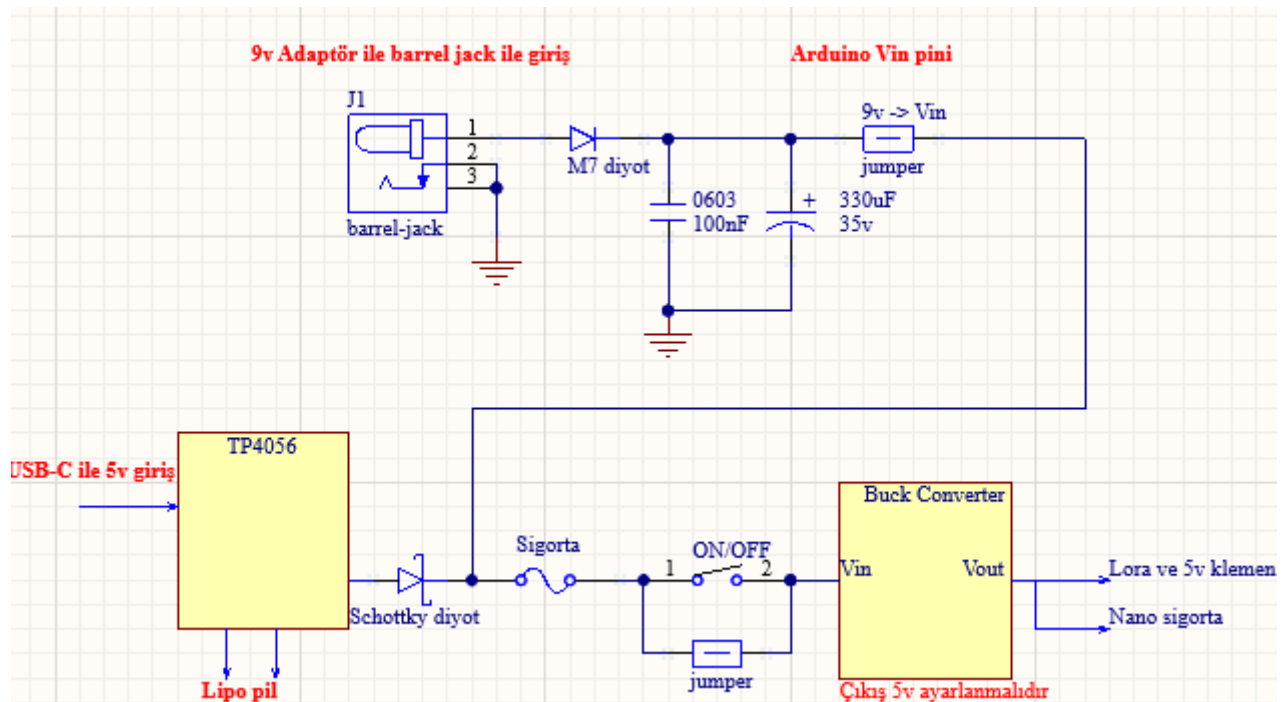 9v Adaptör ile barrel jack ile giriş
Arduino Vin pini
J1
1
2
3
barrel-jack
M7 diyot
0603
100nF
+
330uF
35v
9v -> Vin
jumper
TP4056
USB-C ile 5v giriş
Schottky diyot
Lipo pil
Sigorta
ON/OFF
1
2
jumper
Buck Converter
Vin
Vout
Lora ve 5v klemen
Nano sigorta
Çıkış 5v ayarlanmalıdır